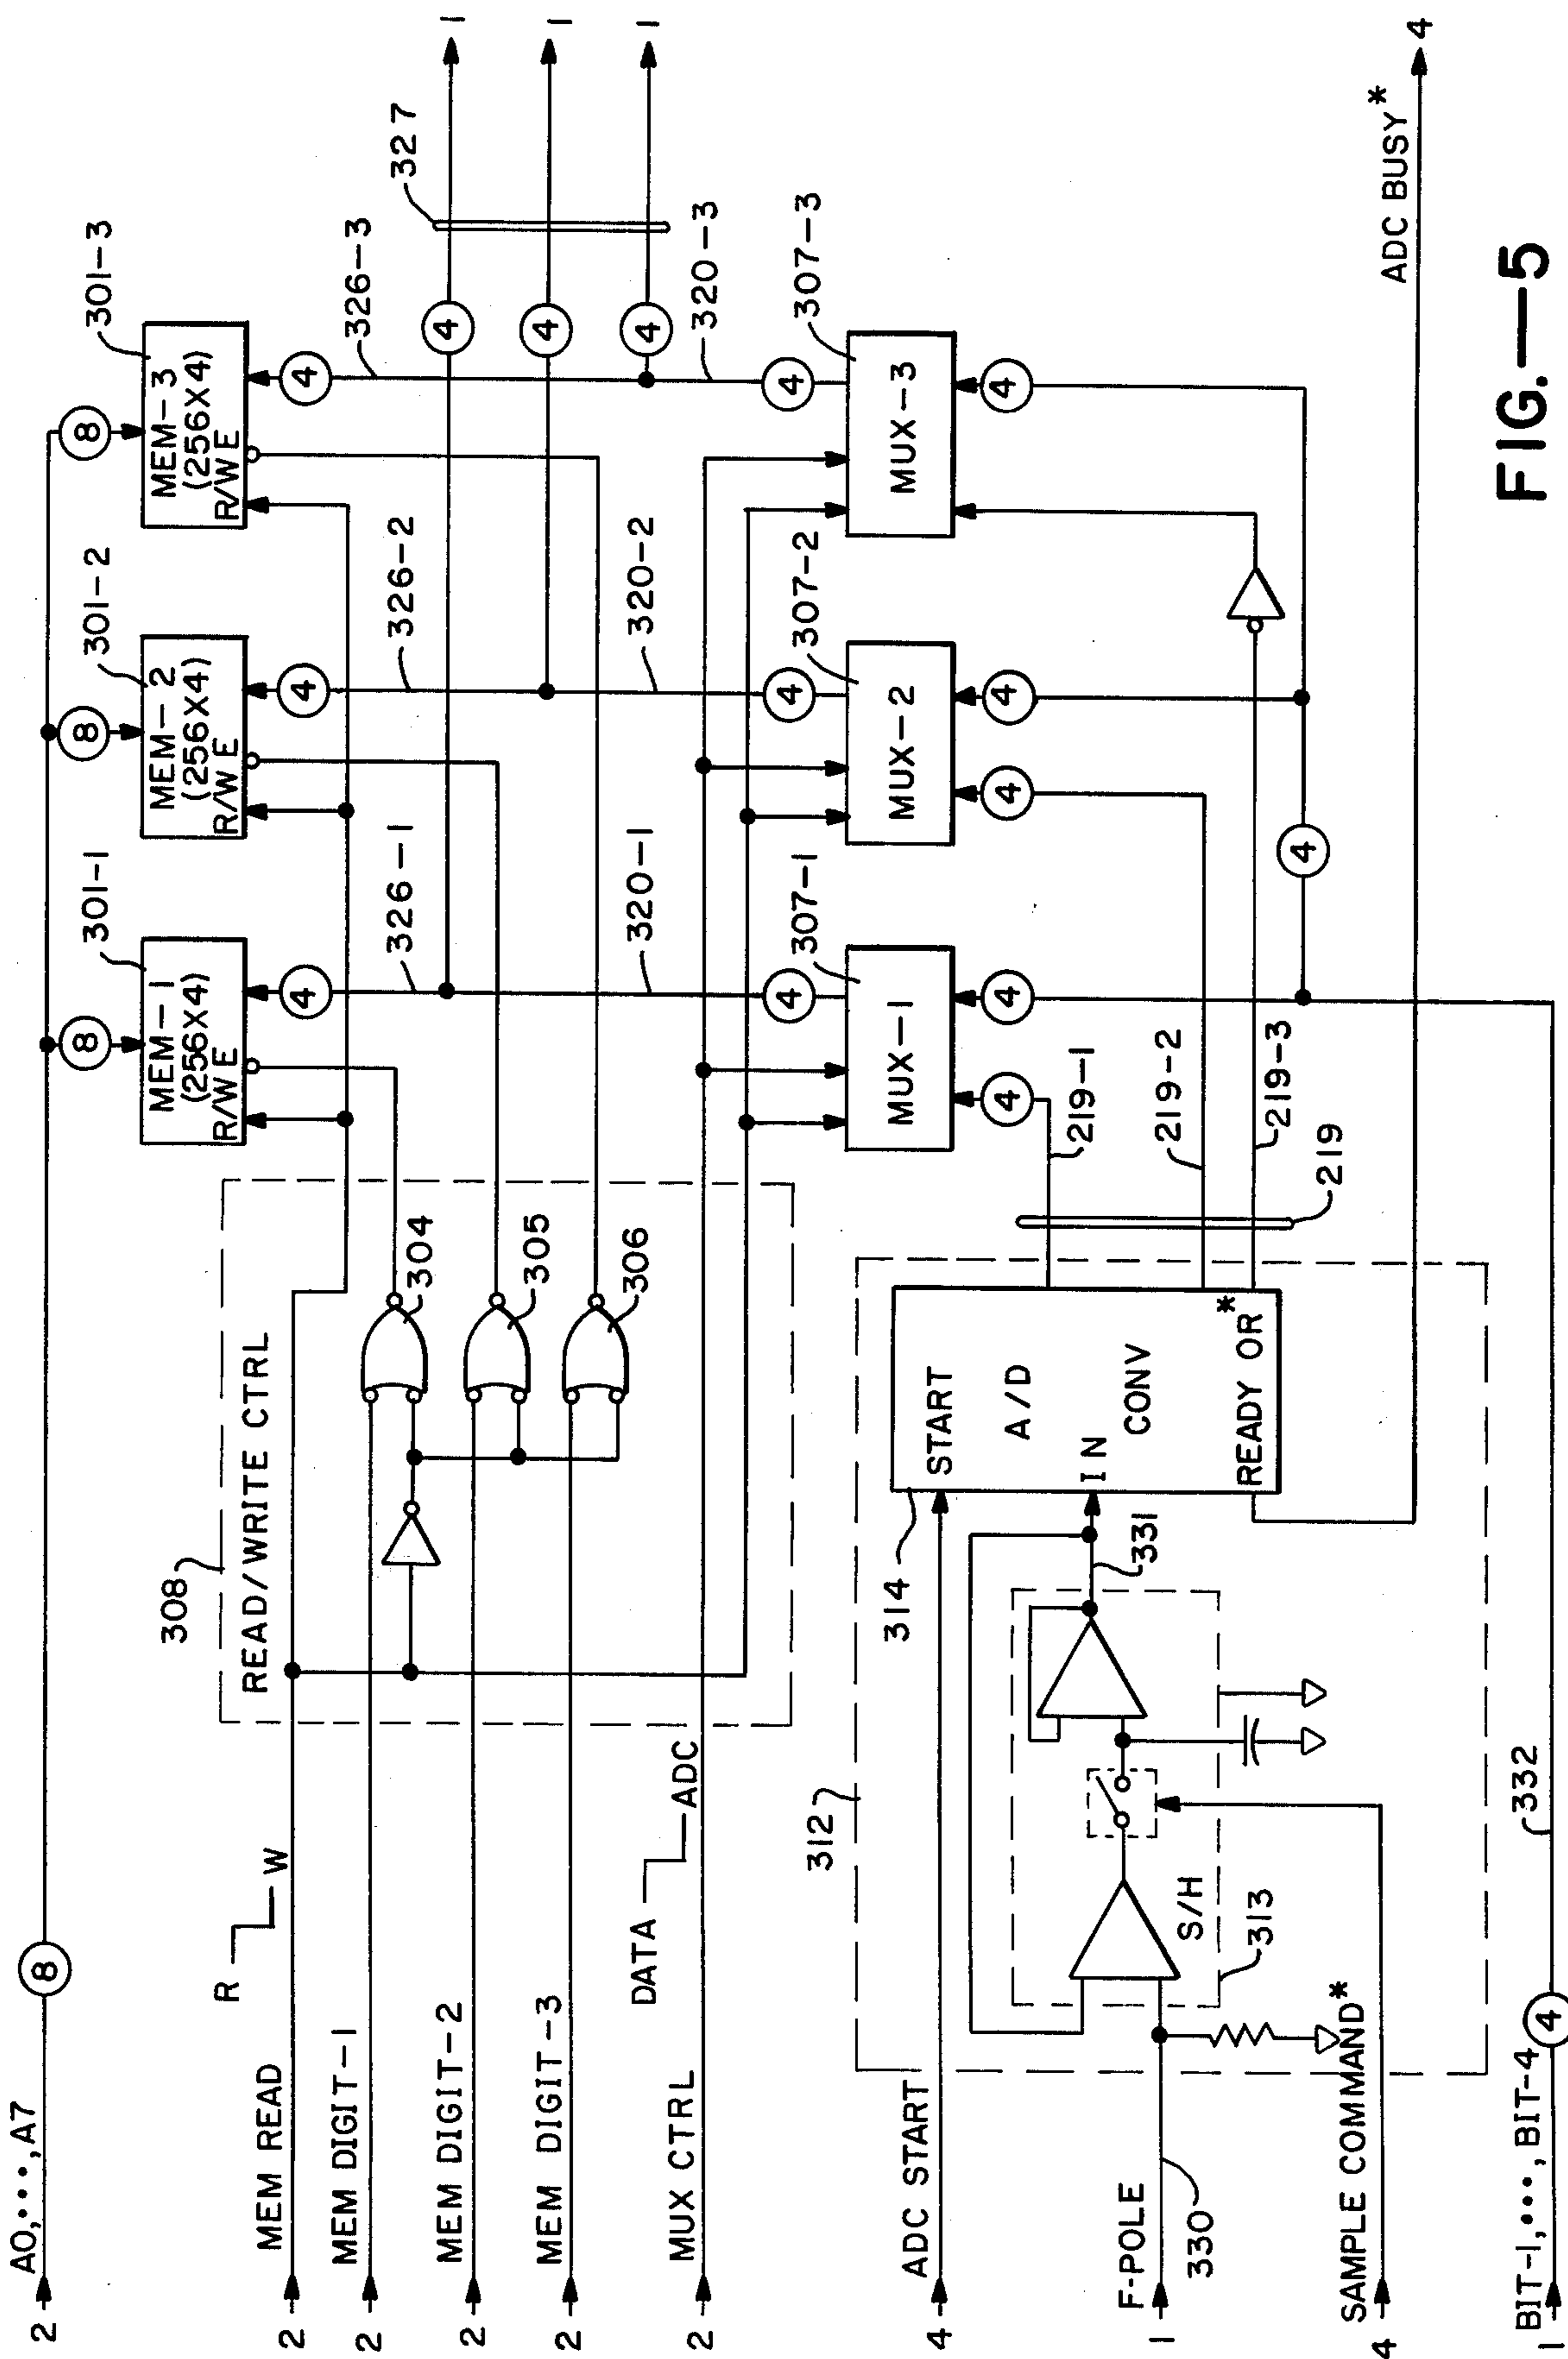 2 A0,•••,A7
8
8
8
8
301-1
301-2
301-3
MEM-1
(256X4)
R/W E
MEM-2
(256X4)
R/W E
MEM-3
(256X4)
R/W E
308
READ/WRITE CTRL
R
W
2 MEM READ
2 MEM DIGIT-1
2 MEM DIGIT-2
2 MEM DIGIT-3
304
305
306
4
4
4
326-1
326-2
326-3
327
4
4
4
1
1
1
320-1
320-2
320-3
DATA
ADC
2 MUX CTRL
4
4
4
307-1
307-2
307-3
MUX-1
MUX-2
MUX-3
4
4
4
4
4
4
219-1
219-2
219-3
219
312
314
4 ADC START
START
A/D
IN
CONV
READY OR*
331
1 F-POLE
330
S/H
313
4 SAMPLE COMMAND*
ADC BUSY*
4
1 BIT-1,•••,BIT-4
4
332
FIG.—5